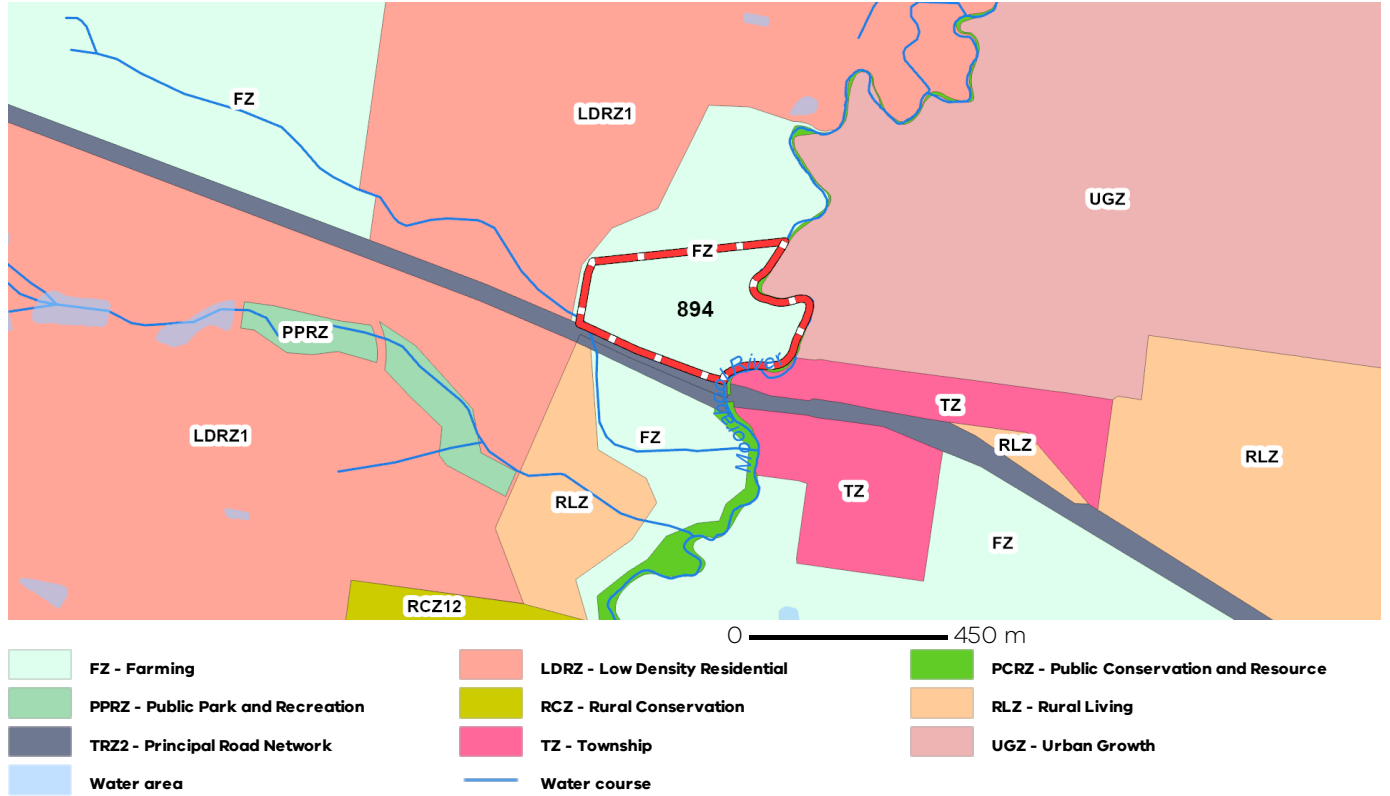 FZ
LDRZ1
UGZ
FZ
894
PPRZ
River
Moorabool
TZ
LDRZ1
FZ
RLZ
RLZ
TZ
RLZ
FZ
RCZ12
0 450 m
FZ - Farming
LDRZ - Low Density Residential
PCRZ - Public Conservation and Resource
PPRZ - Public Park and Recreation
RCZ - Rural Conservation
RLZ - Rural Living
TRZ2 - Principal Road Network
TZ - Township
UGZ - Urban Growth
Water area
Water course